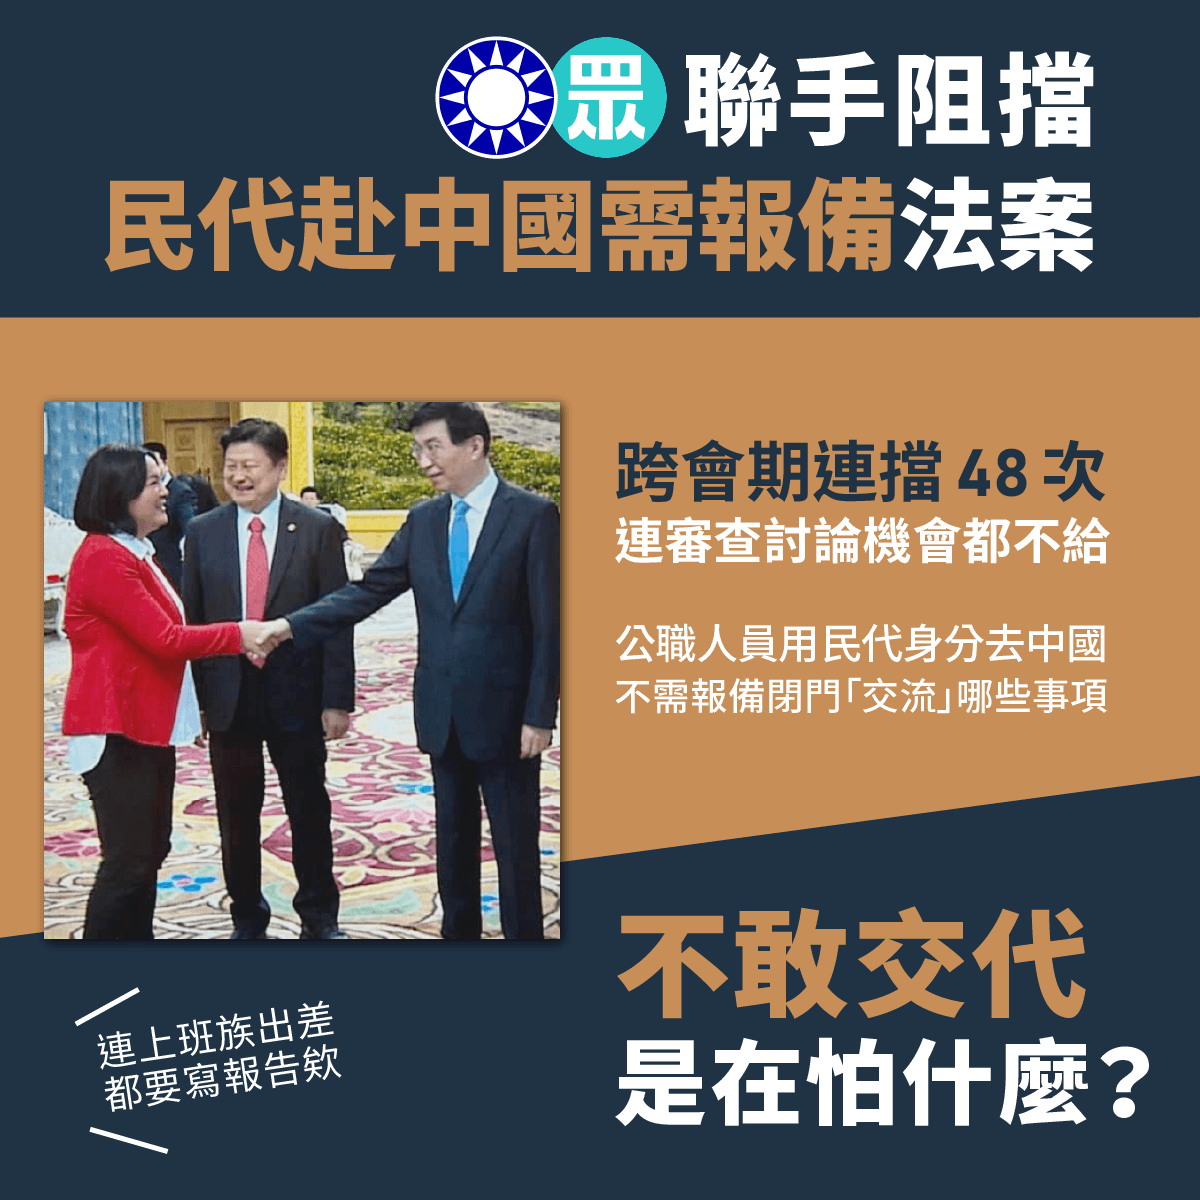 眾 聯手阻擋
民代赴中國需報備法案
跨會期連擋 48 次
連審查討論機會都不給
公職人員用民代身分去中國
不需報備閉門「交流」哪些事項
不敢交代
是在怕什麼？
連上班族出差
都要寫報告欸